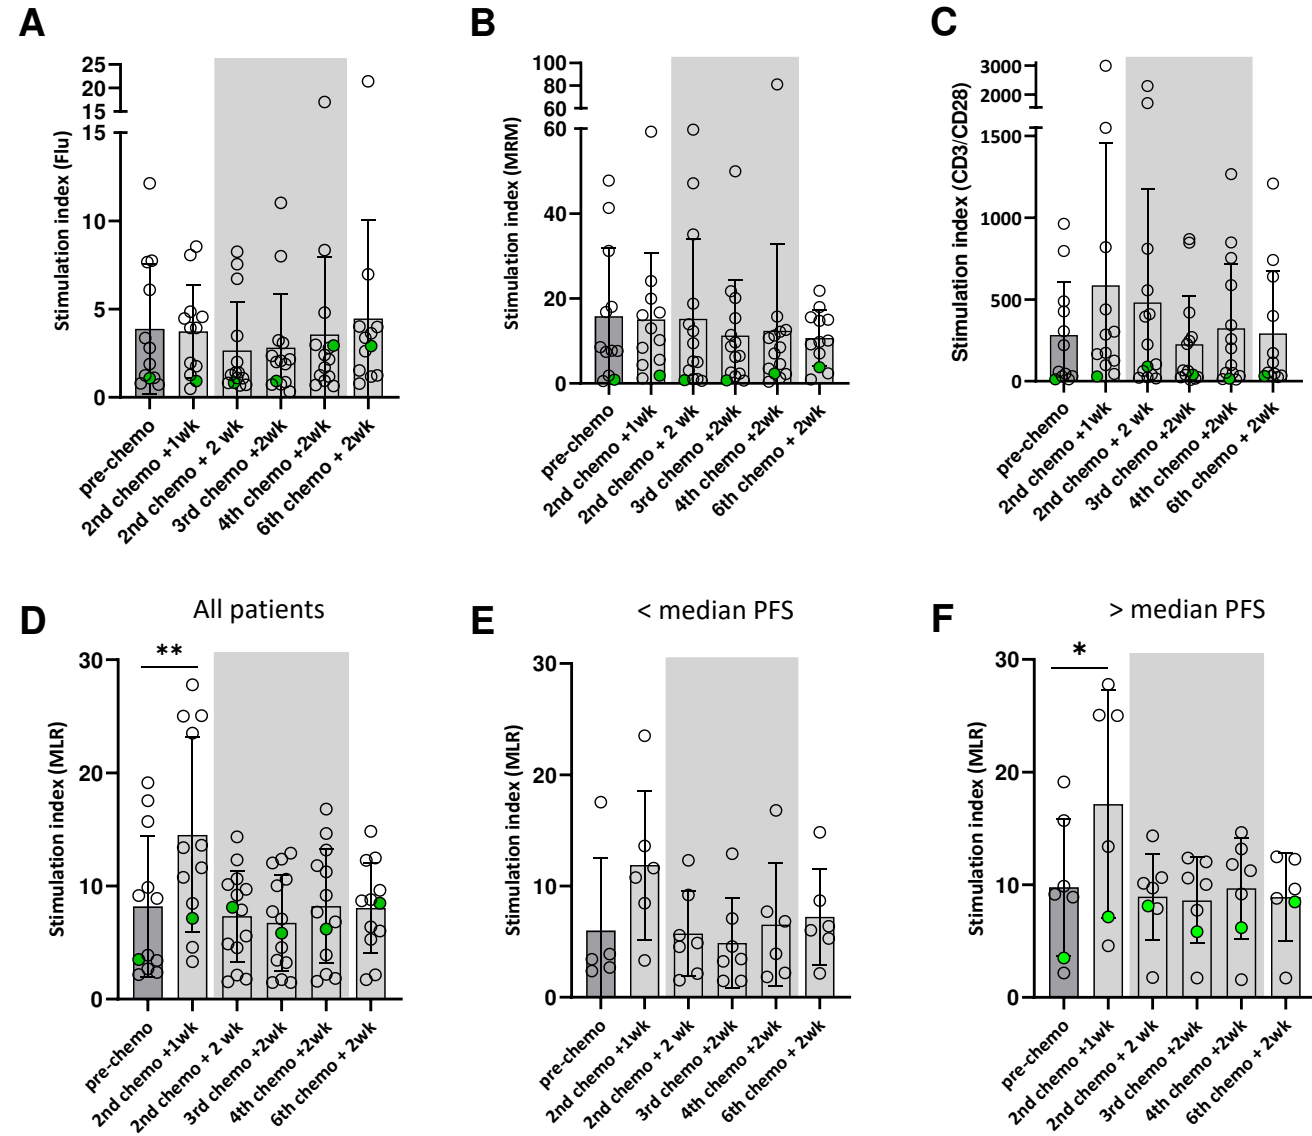 A
B
C
25
20
15
15
10
5
0
Stimulation index (Flu)
pre-chemo
2nd chemo +1wk
2nd chemo + 2 wk
3rd chemo +2wk
4th chemo +2wk
6th chemo + 2wk
100
80
60
60
40
20
0
Stimulation index (MRM)
pre-chemo
2nd chemo +1wk
2nd chemo + 2 wk
3rd chemo +2wk
4th chemo +2wk
6th chemo + 2wk
3000
2000
1500
1000
500
0
Stimulation index (CD3/CD28)
pre-chemo
2nd chemo +1wk
2nd chemo + 2 wk
3rd chemo +2wk
4th chemo +2wk
6th chemo + 2wk
D
All patients
**
30
20
10
0
Stimulation index (MLR)
pre-chemo
2nd chemo +1wk
2nd chemo + 2 wk
3rd chemo +2wk
4th chemo +2wk
6th chemo + 2wk
E
< median PFS
30
20
10
0
Stimulation index (MLR)
pre-chemo
2nd chemo +1wk
2nd chemo + 2 wk
3rd chemo +2wk
4th chemo +2wk
6th chemo + 2wk
F
> median PFS
*
30
20
10
0
Stimulation index (MLR)
pre-chemo
2nd chemo +1wk
2nd chemo + 2 wk
3rd chemo +2wk
4th chemo +2wk
6th chemo + 2wk